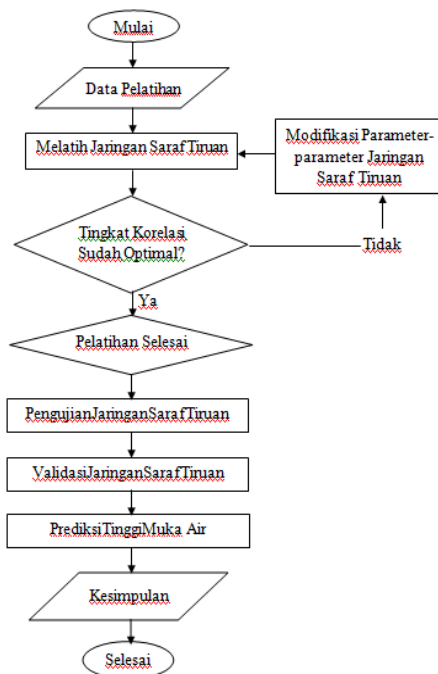 Mulai
Data Pelatihan
Melatih Jaringan Saraf Tiruan
Modifikasi Parameter-
parameter Jaringan
Saraf Tiruan
Tingkat Korelasi
Sudah Optimal?
Tidak
Ya
Pelatihan Selesai
PengujianJaringanSarafTiruan
ValidasiJaringanSarafTiruan
PrediksiTinggiMuka Air
Kesimpulan
Selesai